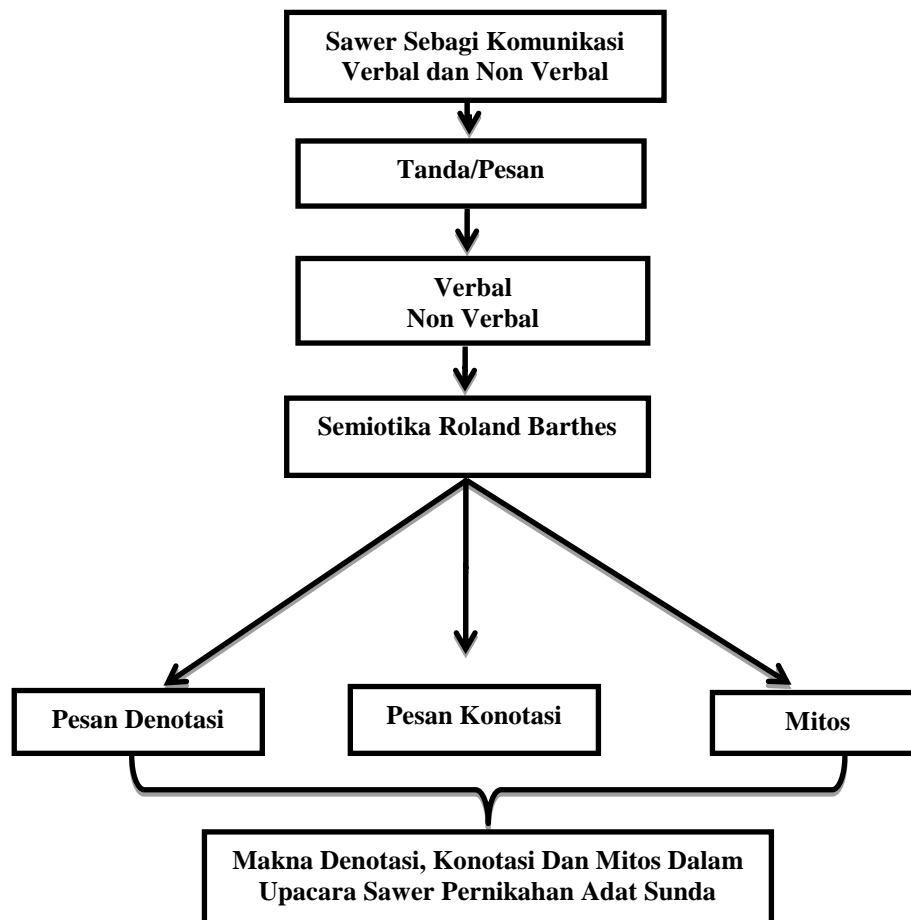 Sawer Sebagi Komunikasi
Verbal dan Non Verbal
Tanda/Pesan
Verbal
Non Verbal
Semiotika Roland Barthes
Pesan Denotasi
Pesan Konotasi
Mitos
Makna Denotasi, Konotasi Dan Mitos Dalam
Upacara Sawer Pernikahan Adat Sunda